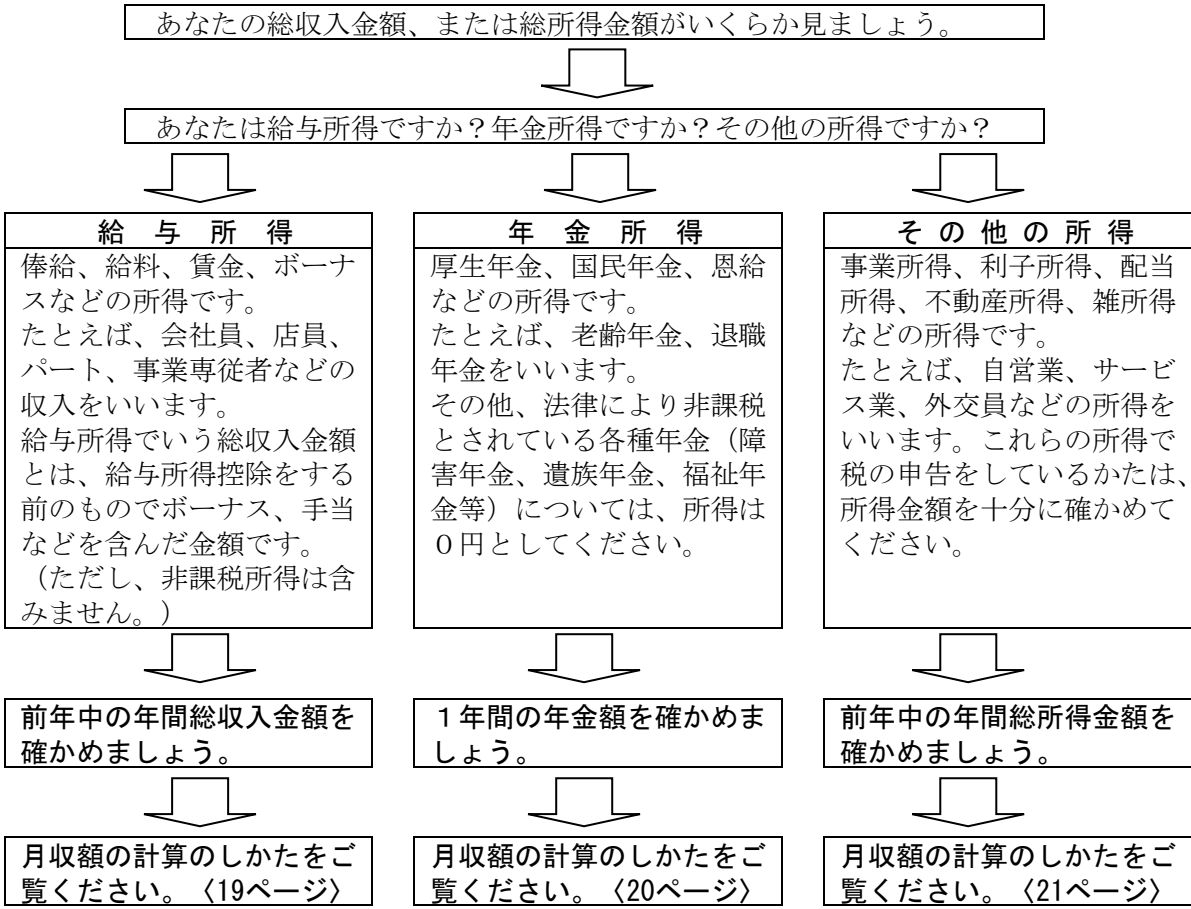 あなたの総収入金額、または総所得金額がいくらか見ましょう。
あなたは給与所得ですか？年金所得ですか？その他の所得ですか？
給与所得
俸給、給料、賃金、ボーナ
スなどの所得です。
たとえば、会社員、店員、
パート、事業専従者などの
収入をいいます。
給与所得でいう総収入金額
とは、給与所得控除をする
前のものでボーナス、手当
などを含んだ金額です。
（ただし、非課税所得は含
みません。）
前年中の年間総収入金額を
確かめましょう。
月収額の計算のしかたをご
覧ください。〈19ページ〉
年金所得
厚生年金、国民年金、恩給
などの所得です。
たとえば、老齢年金、退職
年金をいいます。
その他、法律により非課税
とされている各種年金（障
害年金、遺族年金、福祉年
金等）については、所得は
０円としてください。
１年間の年金額を確かめま
しょう。
月収額の計算のしかたをご
覧ください。〈20ページ〉
その他の所得
事業所得、利子所得、配当
所得、不動産所得、雑所得
などの所得です。
たとえば、自営業、サービ
ス業、外交員などの所得を
いいます。これらの所得で
税の申告をしているかたは、
所得金額を十分に確かめて
ください。
前年中の年間総所得金額を
確かめましょう。
月収額の計算のしかたをご
覧ください。〈21ページ〉